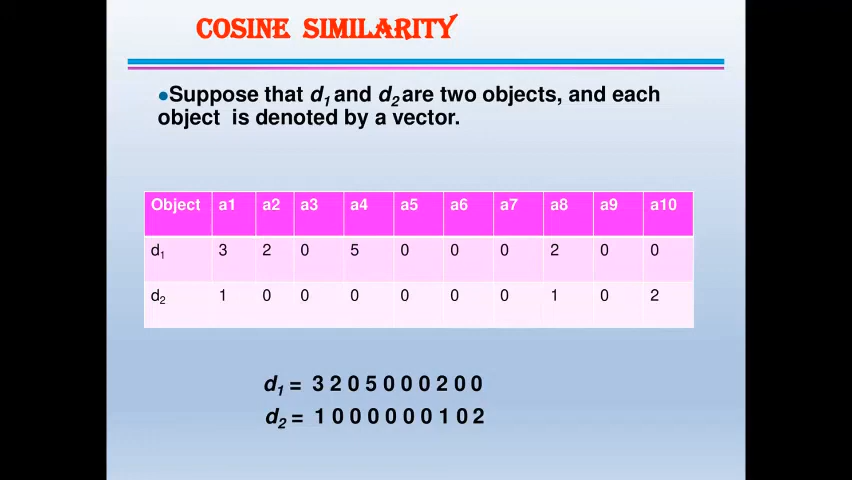 COSINE SIMILARITY
•Suppose that d1 and d2 are two objects, and each
object is denoted by a vector.
Object a1 a2 a3 a4 a5 a6 a7 a8 a9 a10
d1 3 2 0 5 0 0 0 2 0 0
d2 1 0 0 0 0 0 0 1 0 2
d1 = 3 2 0 5 0 0 0 2 0 0
d2 = 1 0 0 0 0 0 0 1 0 2